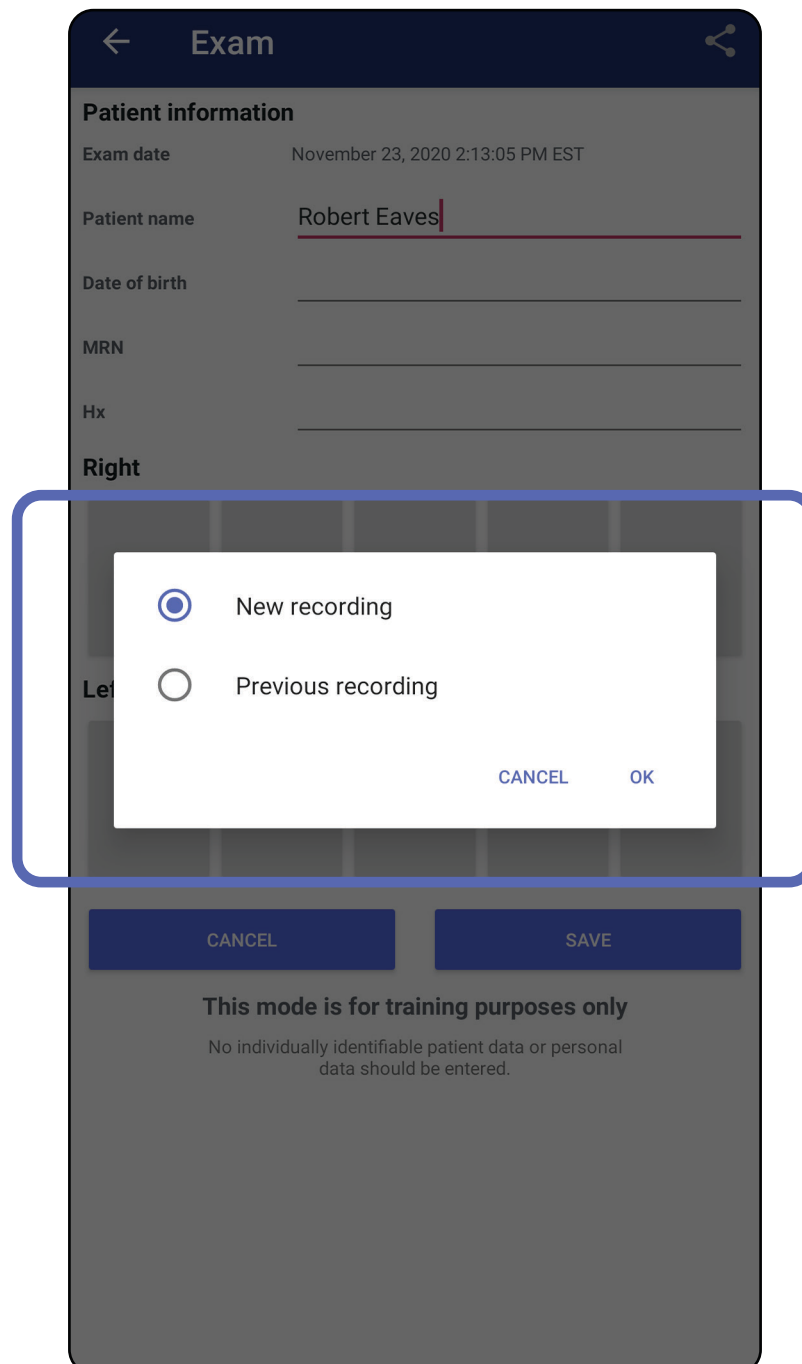 Exam
Patient information
Exam date November 23, 2020 2:13:05 PM EST
Patient name Robert Eaves
Date of birth
MRN
Hx
Right
New recording
Lef
Previous recording
CANCEL OK
CANCEL SAVE
This mode is for training purposes only
No individually identifiable patient data or personal
data should be entered.